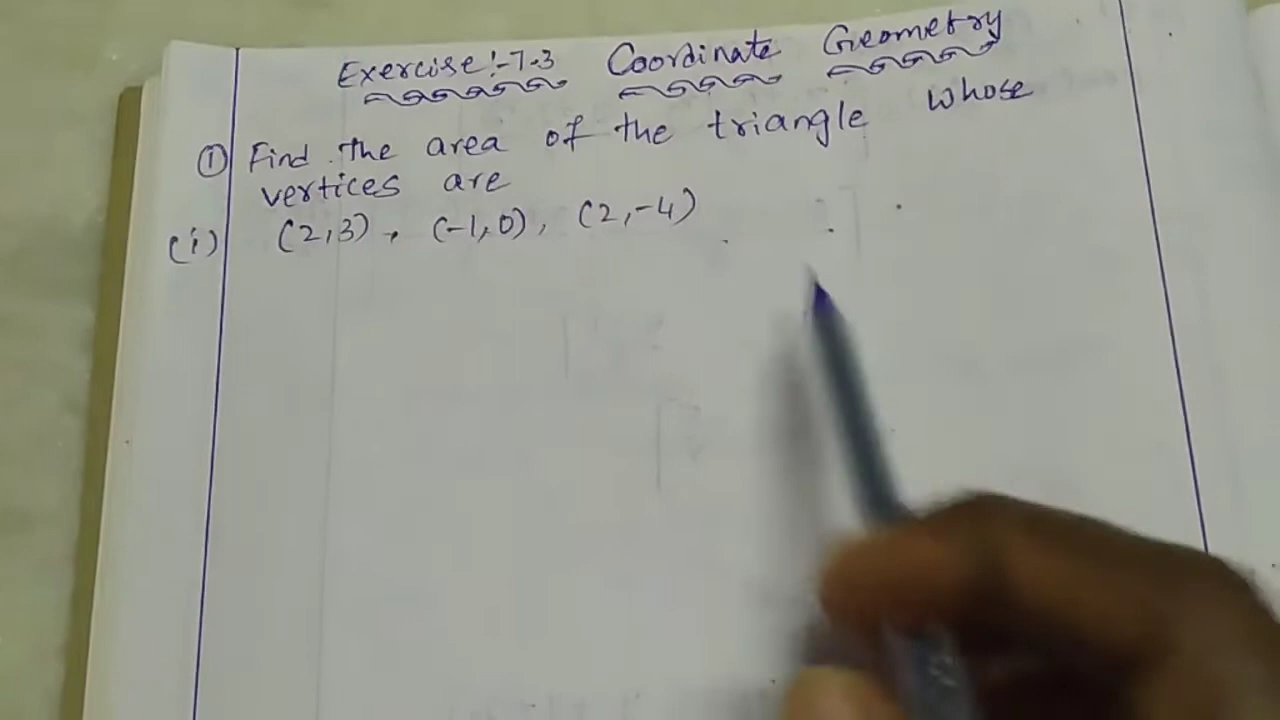 Exercise:-7.3 Coordinate Geometry
① Find the area of the triangle whose
vertices are
(i) (2,3), (-1,0), (2,-4)